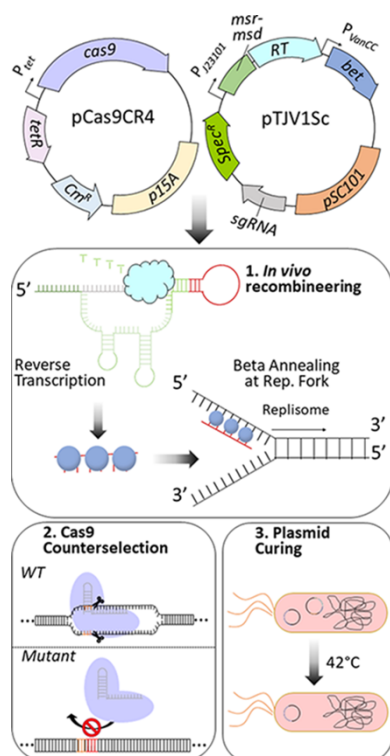 P_tet
cas9
tetR
Cm^R
p15A
pCas9CR4
P_J23101
msr-
msd
RT
P_VanCC
bet
Spec_R
sgRNA
pSC101
pTJV1Sc
1. In vivo
recombineering
5’
Reverse
Transcription
Beta Annealing
at Rep. Fork
5’
Replisome
3’
5’
3’
2. Cas9
Counterselection
WT
Mutant
3. Plasmid
Curing
42°C